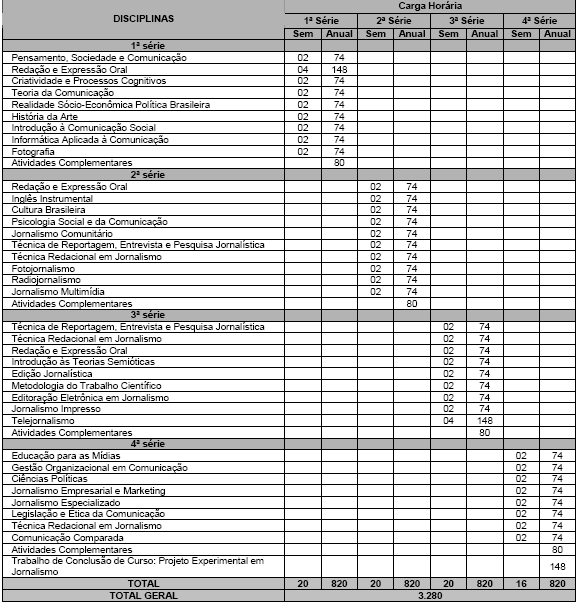 DISCIPLINAS
Carga Horária
1ª Série 2ª Série 3ª Série 4ª Série
Sem Anual Sem Anual Sem Anual Sem Anual
1ª série
Pensamento, Sociedade e Comunicação 02 74
Redação e Expressão Oral 04 148
Criatividade e Processos Cognitivos 02 74
Teoria da Comunicação 02 74
Realidade Sócio-Econômica Política Brasileira 02 74
História da Arte 02 74
Introdução à Comunicação Social 02 74
Informática Aplicada à Comunicação 02 74
Fotografia 02 74
Atividades Complementares 80
2ª série
Redação e Expressão Oral 02 74
Inglês Instrumental 02 74
Cultura Brasileira 02 74
Psicologia Social e da Comunicação 02 74
Jornalismo Comunitário 02 74
Técnica de Reportagem, Entrevista e Pesquisa Jornalística 02 74
Técnica Redacional em Jornalismo 02 74
Fotojornalismo 02 74
Radiojornalismo 02 74
Jornalismo Multimídia 02 74
Atividades Complementares 80
3ª série
Técnica de Reportagem, Entrevista e Pesquisa Jornalística 02 74
Técnica Redacional em Jornalismo 02 74
Redação e Expressão Oral 02 74
Introdução às Teorias Semióticas 02 74
Edição Jornalística 02 74
Metodologia do Trabalho Científico 02 74
Editoração Eletrônica em Jornalismo 02 74
Jornalismo Impresso 02 74
Telejornalismo 04 148
Atividades Complementares 80
4ª série
Educação para as Mídias 02 74
Gestão Organizacional em Comunicação 02 74
Ciências Políticas 02 74
Jornalismo Empresarial e Marketing 02 74
Jornalismo Especializado 02 74
Legislação e Ética da Comunicação 02 74
Técnica Redacional em Jornalismo 02 74
Comunicação Comparada 02 74
Atividades Complementares 80
Trabalho de Conclusão de Curso: Projeto Experimental em
Jornalismo 148
TOTAL 20 820 20 820 20 820 16 820
TOTAL GERAL 3.280